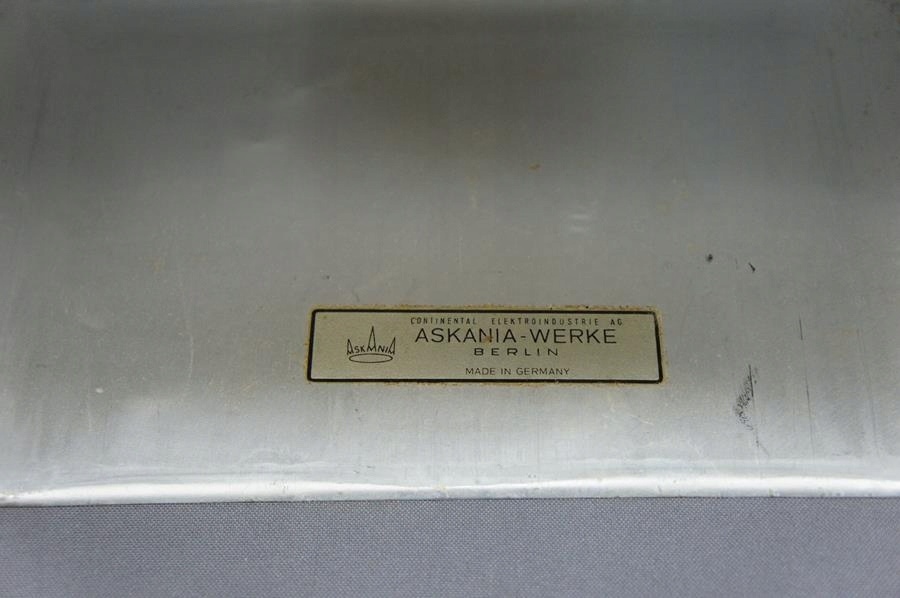 CONTINENTAL ELEKTROINDUSTRIE AG
ASKANIA
ASKANIA-WERKE
BERLIN
MADE IN GERMANY